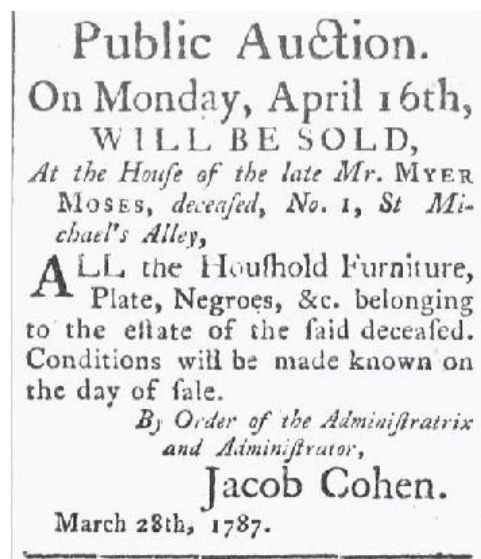 Public Auction.
On Monday, April 16th,
WILL BE SOLD,
At the Houſe of the late Mr. MYER
MOSES, deceaſed, No. 1, St Mi-
chael's Alley,
ALL the Houſhold Furniture,
Plate, Negroes, &c. belonging
to the eſtate of the ſaid deceaſed.
Conditions will be made known on
the day of ſale.
By Order of the Adminiſtratrix
and Adminiſtrator,
Jacob Cohen.
March 28th, 1787.